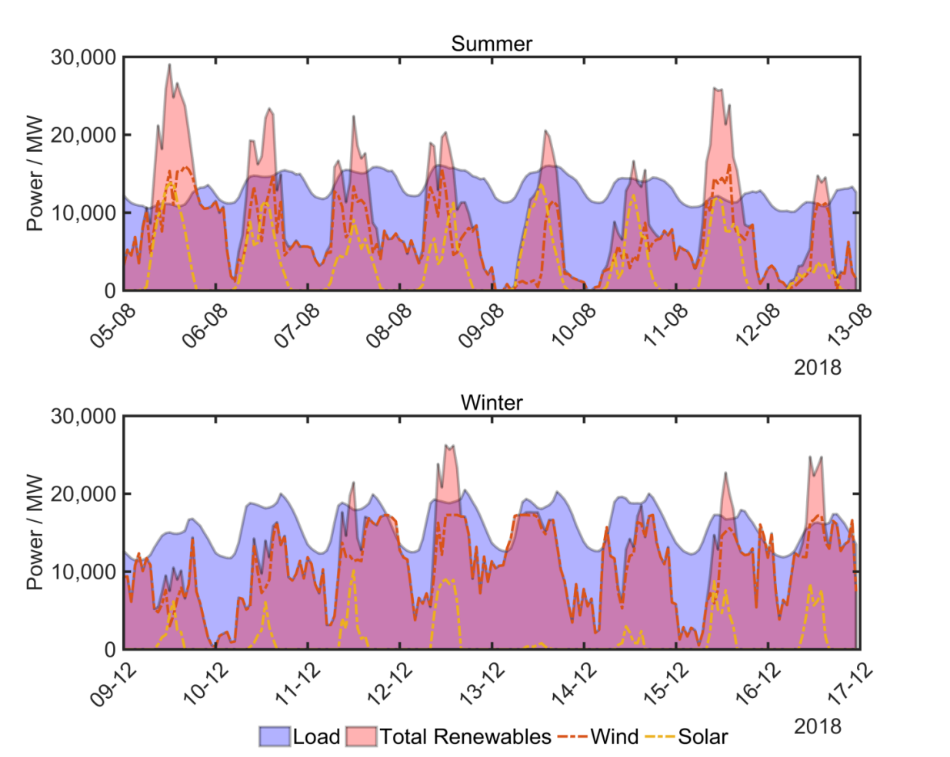 Summer
Power / MW
30,000
20,000
10,000
0
05-08 06-08 07-08 08-08 09-08 10-08 11-08 12-08 13-08
2018
Winter
Power / MW
30,000
20,000
10,000
0
09-12 10-12 11-12 12-12 13-12 14-12 15-12 16-12 17-12
2018
Load Total Renewables Wind Solar